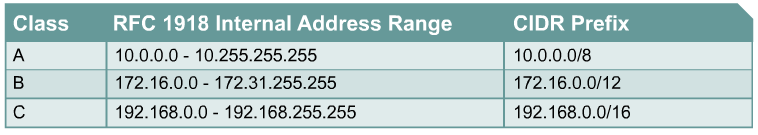 Class RFC 1918 Internal Address Range CIDR Prefix
A 10.0.0.0 - 10.255.255.255 10.0.0.0/8
B 172.16.0.0 - 172.31.255.255 172.16.0.0/12
C 192.168.0.0 - 192.168.255.255 192.168.0.0/16